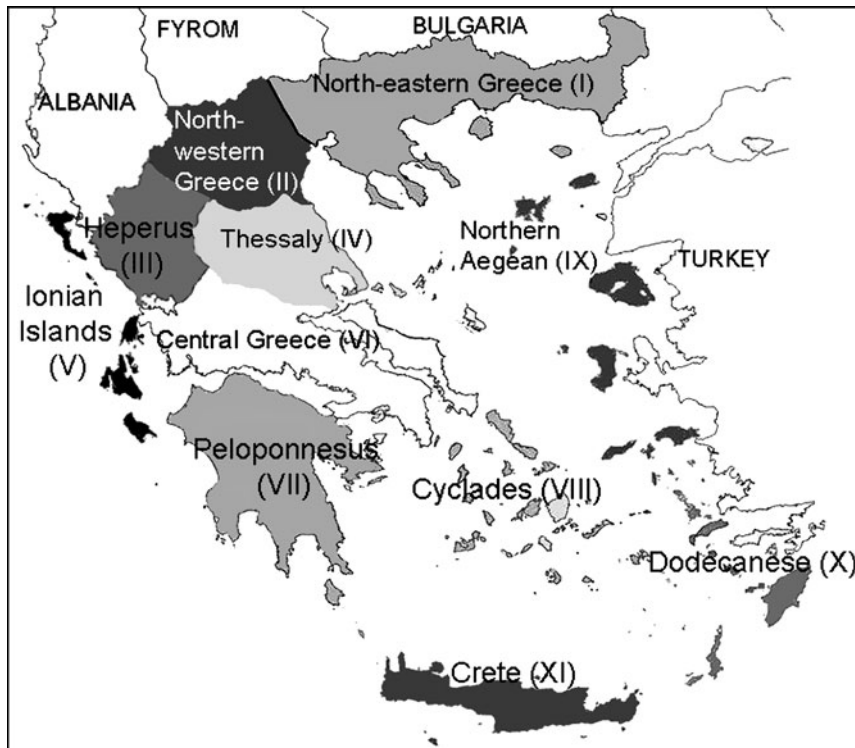 FYROM
BULGARIA
ALBANIA
North-eastern Greece (I)
North-
western
Greece (II)
Heperus
(III)
Thessaly (IV)
Northern
Aegean (IX)
TURKEY
Ionian
Islands
(V)
Central Greece (VI)
Peloponnesus
(VII)
Cyclades (VIII)
Dodecanese (X)
Crete (XI)